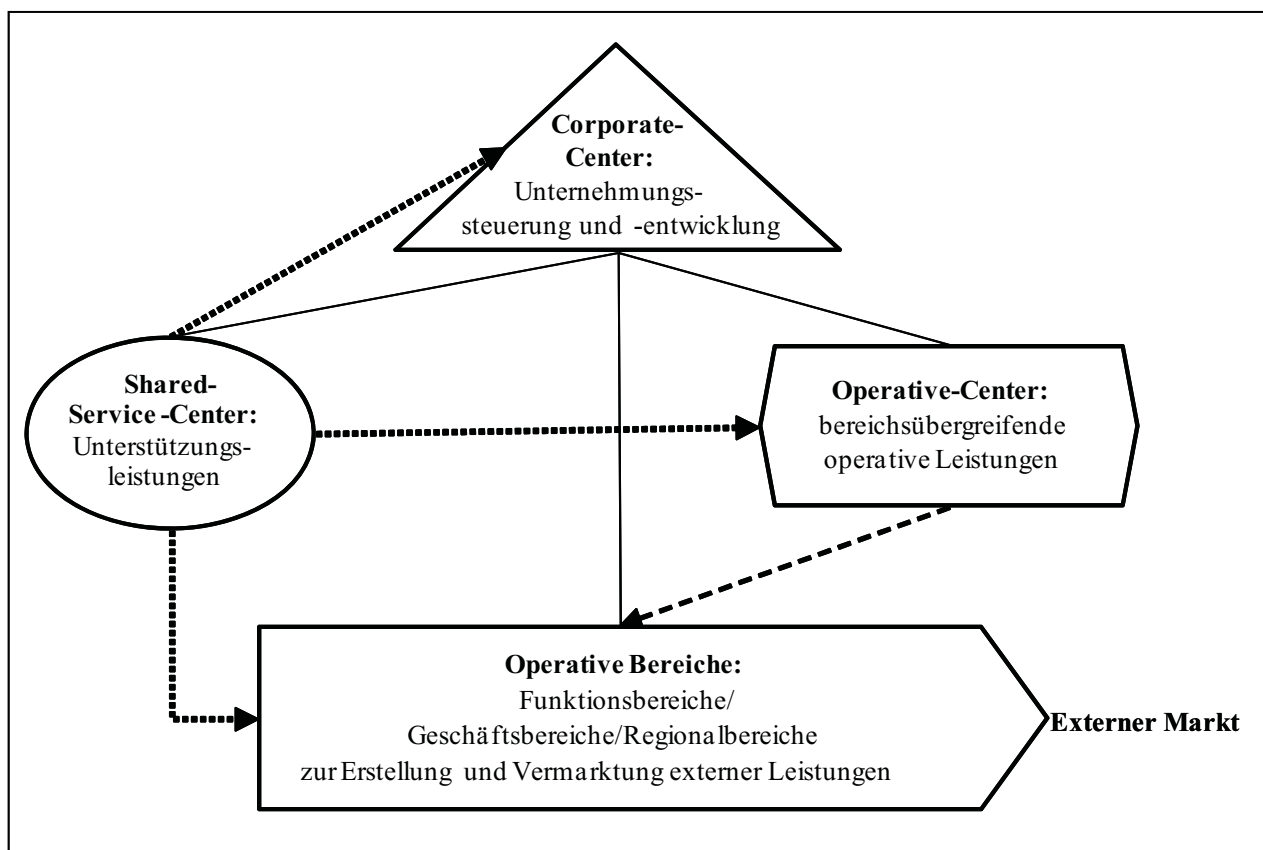 Corporate-
Center:
Unternehmungs-
steuerung und -entwicklung
Shared-
Service-Center:
Unterstützungs-
leistungen
Operative-Center:
bereichsübergreifende
operative Leistungen
Operative Bereiche:
Funktionsbereiche/
Geschäftsbereiche/Regionalbereiche
zur Erstellung und Vermarktung externer Leistungen
Externer Markt